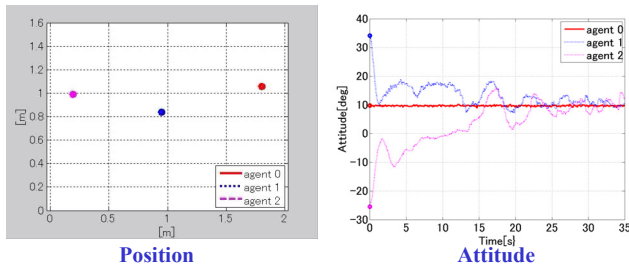 1.6
1.4
1.2
1
0.8
0.6
0.4
0.2
0
[m]
0
0.5
1
1.5
2
[m]
agent 0
agent 1
agent 2
Position
40
30
20
10
0
-10
-20
-30
Attitude[deg]
0
5
10
15
20
25
30
35
Time[s]
agent 0
agent 1
agent 2
Attitude